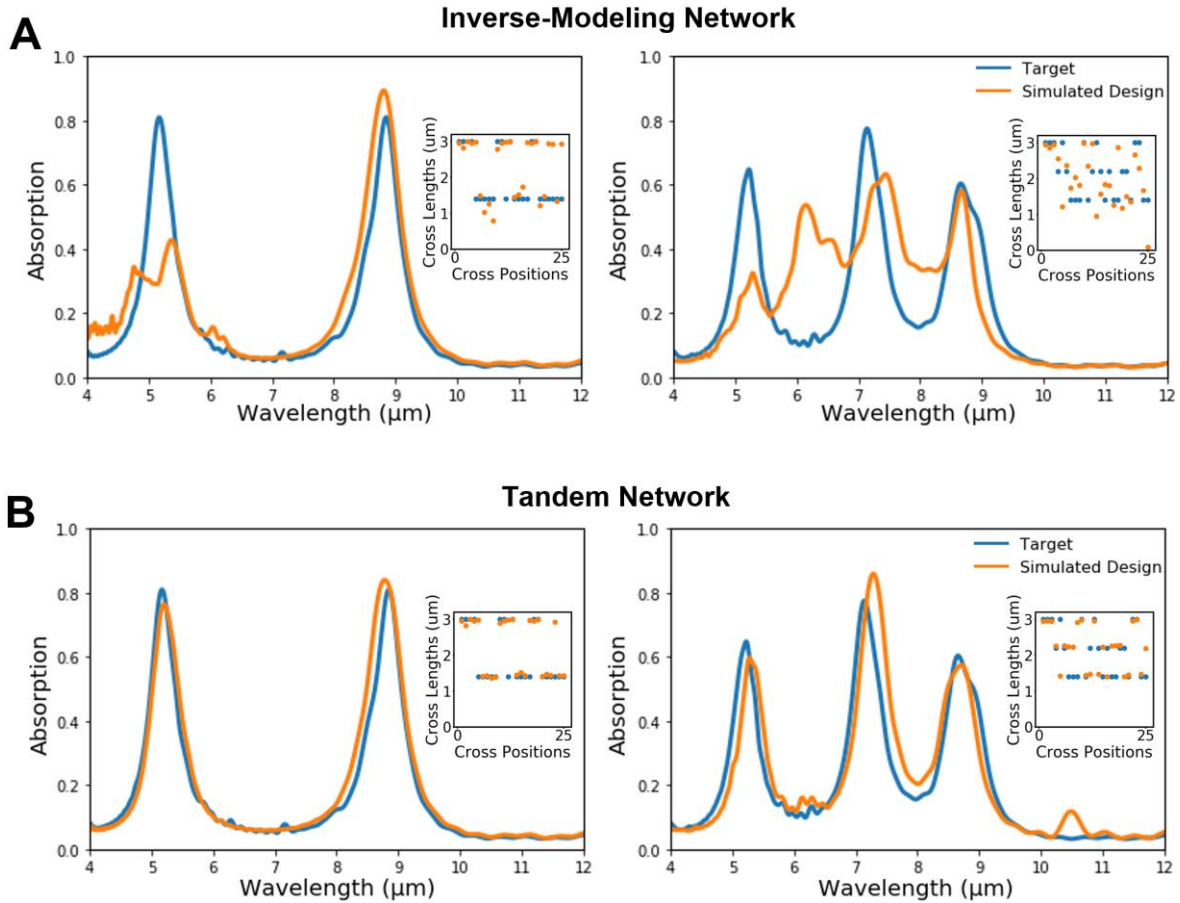 A
Inverse-Modeling Network
Absorption
1.0
0.8
0.6
0.4
0.2
0.0
4 5 6 7 8 9 10 11 12
Wavelength (μm)
Cross Lengths (um)
3
2
1
0
0 25
Cross Positions
Absorption
1.0
0.8
0.6
0.4
0.2
0.0
4 5 6 7 8 9 10 11 12
Wavelength (μm)
Target
Simulated Design
Cross Lengths (um)
3
2
1
0
0 25
Cross Positions
B
Tandem Network
Absorption
1.0
0.8
0.6
0.4
0.2
0.0
4 5 6 7 8 9 10 11 12
Wavelength (μm)
Cross Lengths (um)
3
2
1
0
0 25
Cross Positions
Absorption
1.0
0.8
0.6
0.4
0.2
0.0
4 5 6 7 8 9 10 11 12
Wavelength (μm)
Target
Simulated Design
Cross Lengths (um)
3
2
1
0
0 25
Cross Positions